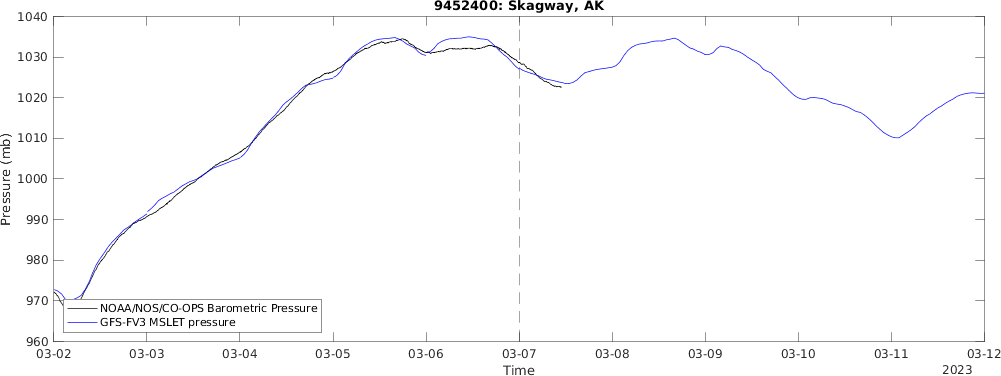 9452400: Skagway, AK
1040
1030
1020
1010
1000
990
980
970
960
Pressure (mb)
NOAA/NOS/CO-OPS Barometric Pressure
GFS-FV3 MSLET pressure
03-02 03-03 03-04 03-05 03-06 03-07 03-08 03-09 03-10 03-11 03-12
Time
2023